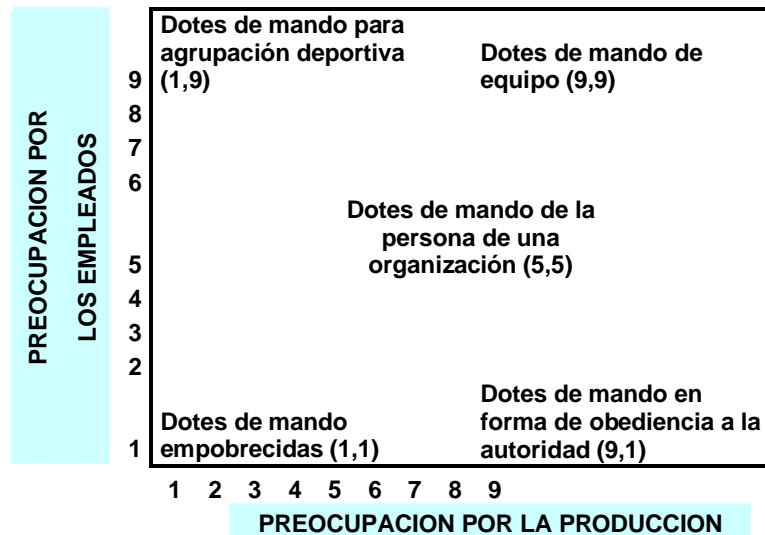 Dotes de mando para
agrupación deportiva
(1,9)
Dotes de mando de
equipo (9,9)
9
8
7
6
5
4
3
2
1
PREOCUPACION POR
LOS EMPLEADOS
Dotes de mando de la
persona de una
organización (5,5)
Dotes de mando
empobrecidas (1,1)
Dotes de mando en
forma de obediencia a la
autoridad (9,1)
1 2 3 4 5 6 7 8 9
PREOCUPACION POR LA PRODUCCION